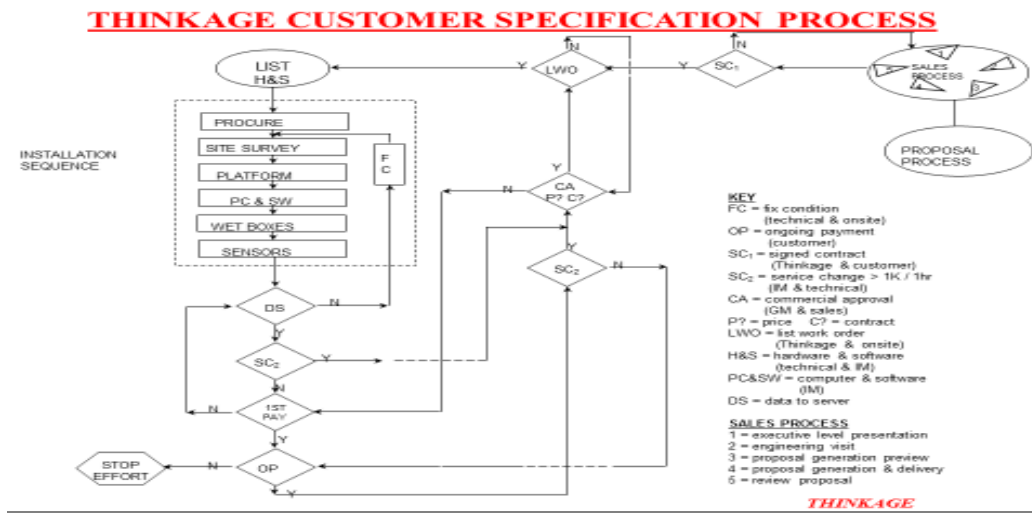 THINKAGE CUSTOMER SPECIFICATION PROCESS
LIST
H&S
Y
LWO
N
Y
SC₁
N
SALES
PROCESS
1
2
3
4
5
PROPOSAL
PROCESS
INSTALLATION
SEQUENCE
PROCURE
SITE SURVEY
PLATFORM
PC & SW
WET BOXES
SENSORS
F
C
Y
CA
P? C?
N
Y
SC₂
N
DS
N
Y
SC₂
Y
N
1ST
PAY
N
Y
OP
N
Y
STOP
EFFORT
KEY
FC = fix condition
(technical & onsite)
OP = ongoing payment
(customer)
SC₁ = signed contract
(Thinkage & customer)
SC₂ = service change > 1K / 1hr
(IM & technical)
CA = commercial approval
(GM & sales)
P? = price C? = contract
LWO = list work order
(Thinkage & onsite)
H&S = hardware & software
(technical & IM)
PC&SW = computer & software
(IM)
DS = data to server
SALES PROCESS
1 = executive level presentation
2 = engineering visit
3 = proposal generation preview
4 = proposal generation & delivery
5 = review proposal
THINKAGE